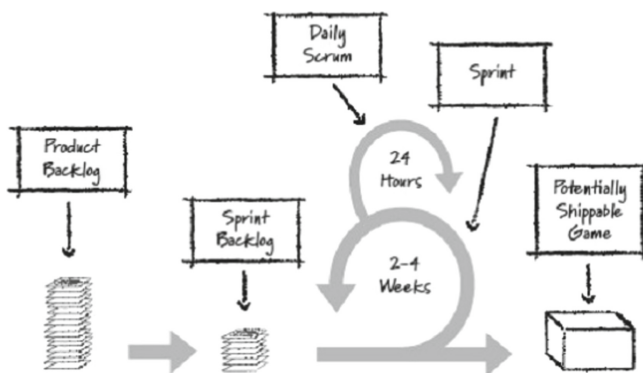 Daily
Scrum
Sprint
Product
Backlog
24
Hours
Potentially
Shippable
Game
Sprint
Backlog
2-4
Weeks